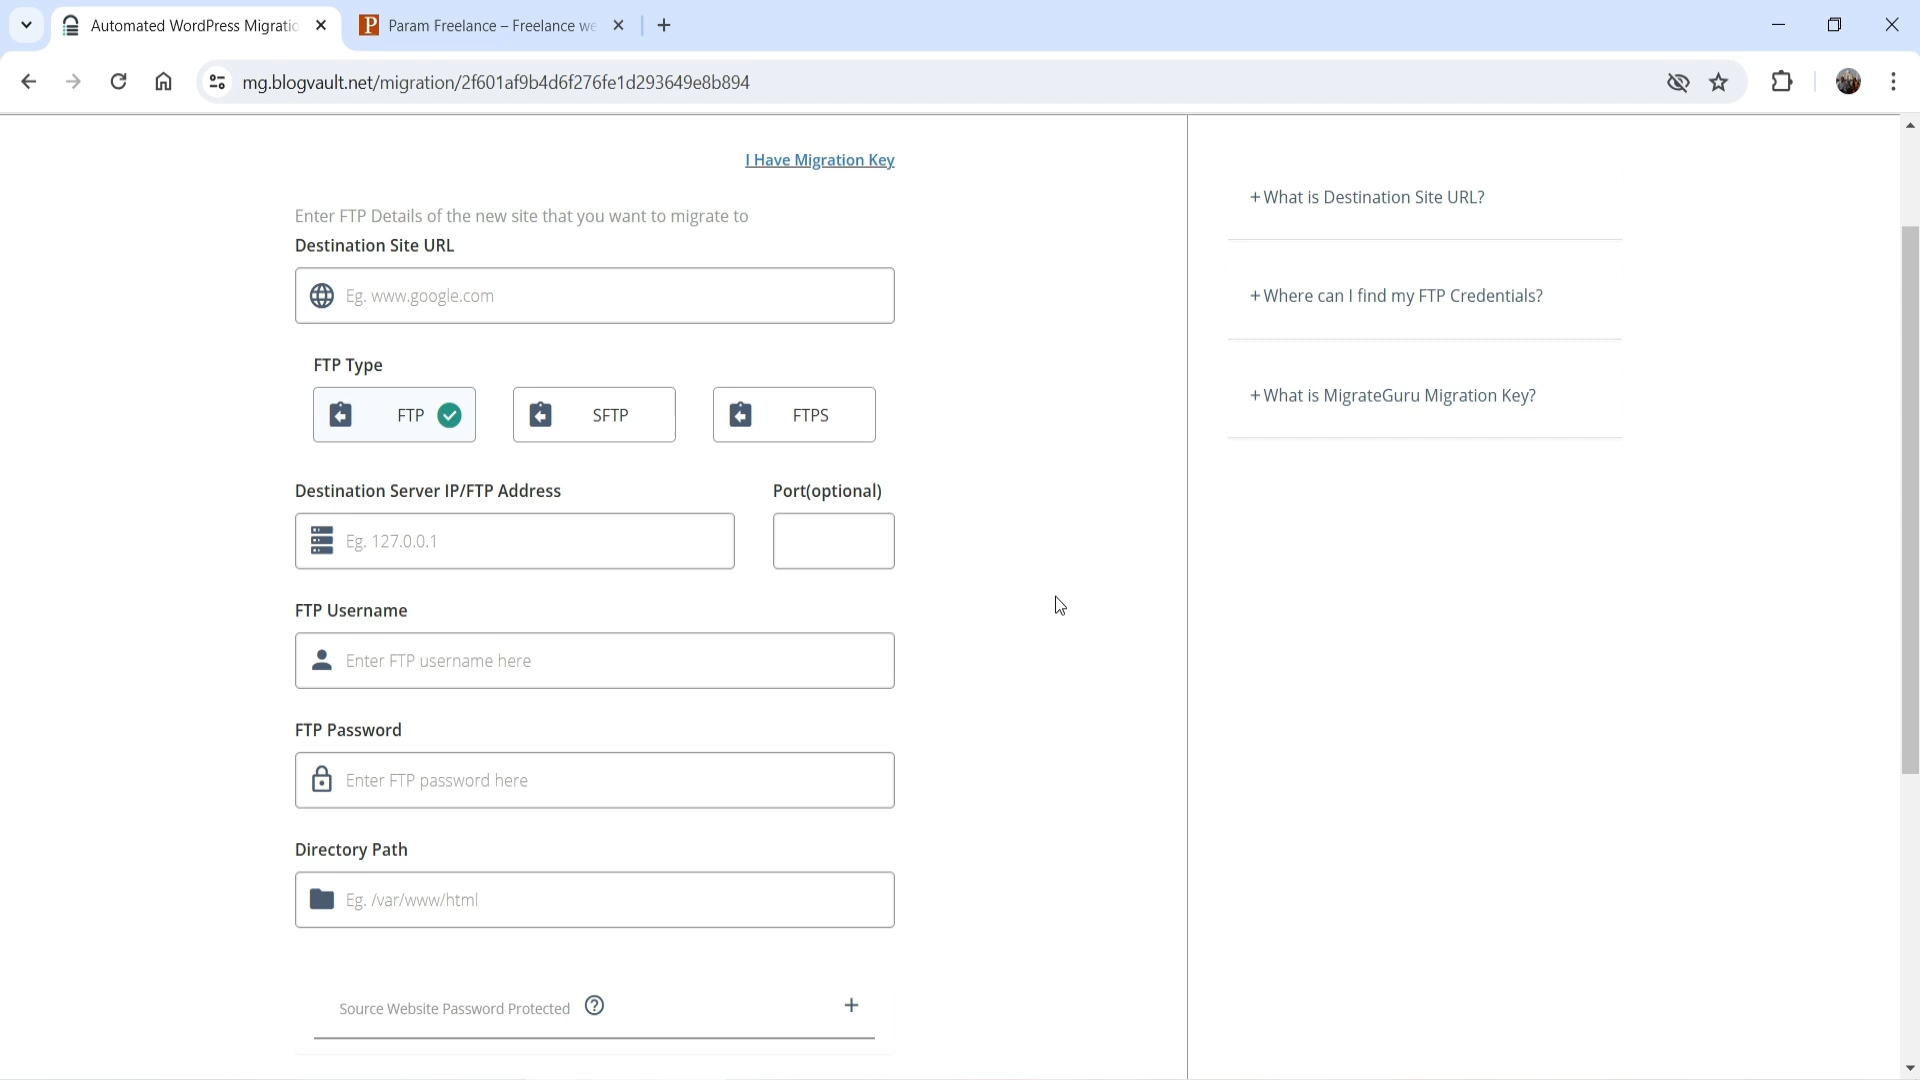 Automated WordPress Migratio
Param Freelance – Freelance we
mg.blogvault.net/migration/2f601af9b4d6f276fe1d293649e8b894
I Have Migration Key
Enter FTP Details of the new site that you want to migrate to
Destination Site URL
Eg. www.google.com
FTP Type
FTP
SFTP
FTPS
Destination Server IP/FTP Address
Port(optional)
Eg. 127.0.0.1
FTP Username
Enter FTP username here
FTP Password
Enter FTP password here
Directory Path
Eg. /var/www/html
Source Website Password Protected
+What is Destination Site URL?
+Where can I find my FTP Credentials?
+What is MigrateGuru Migration Key?